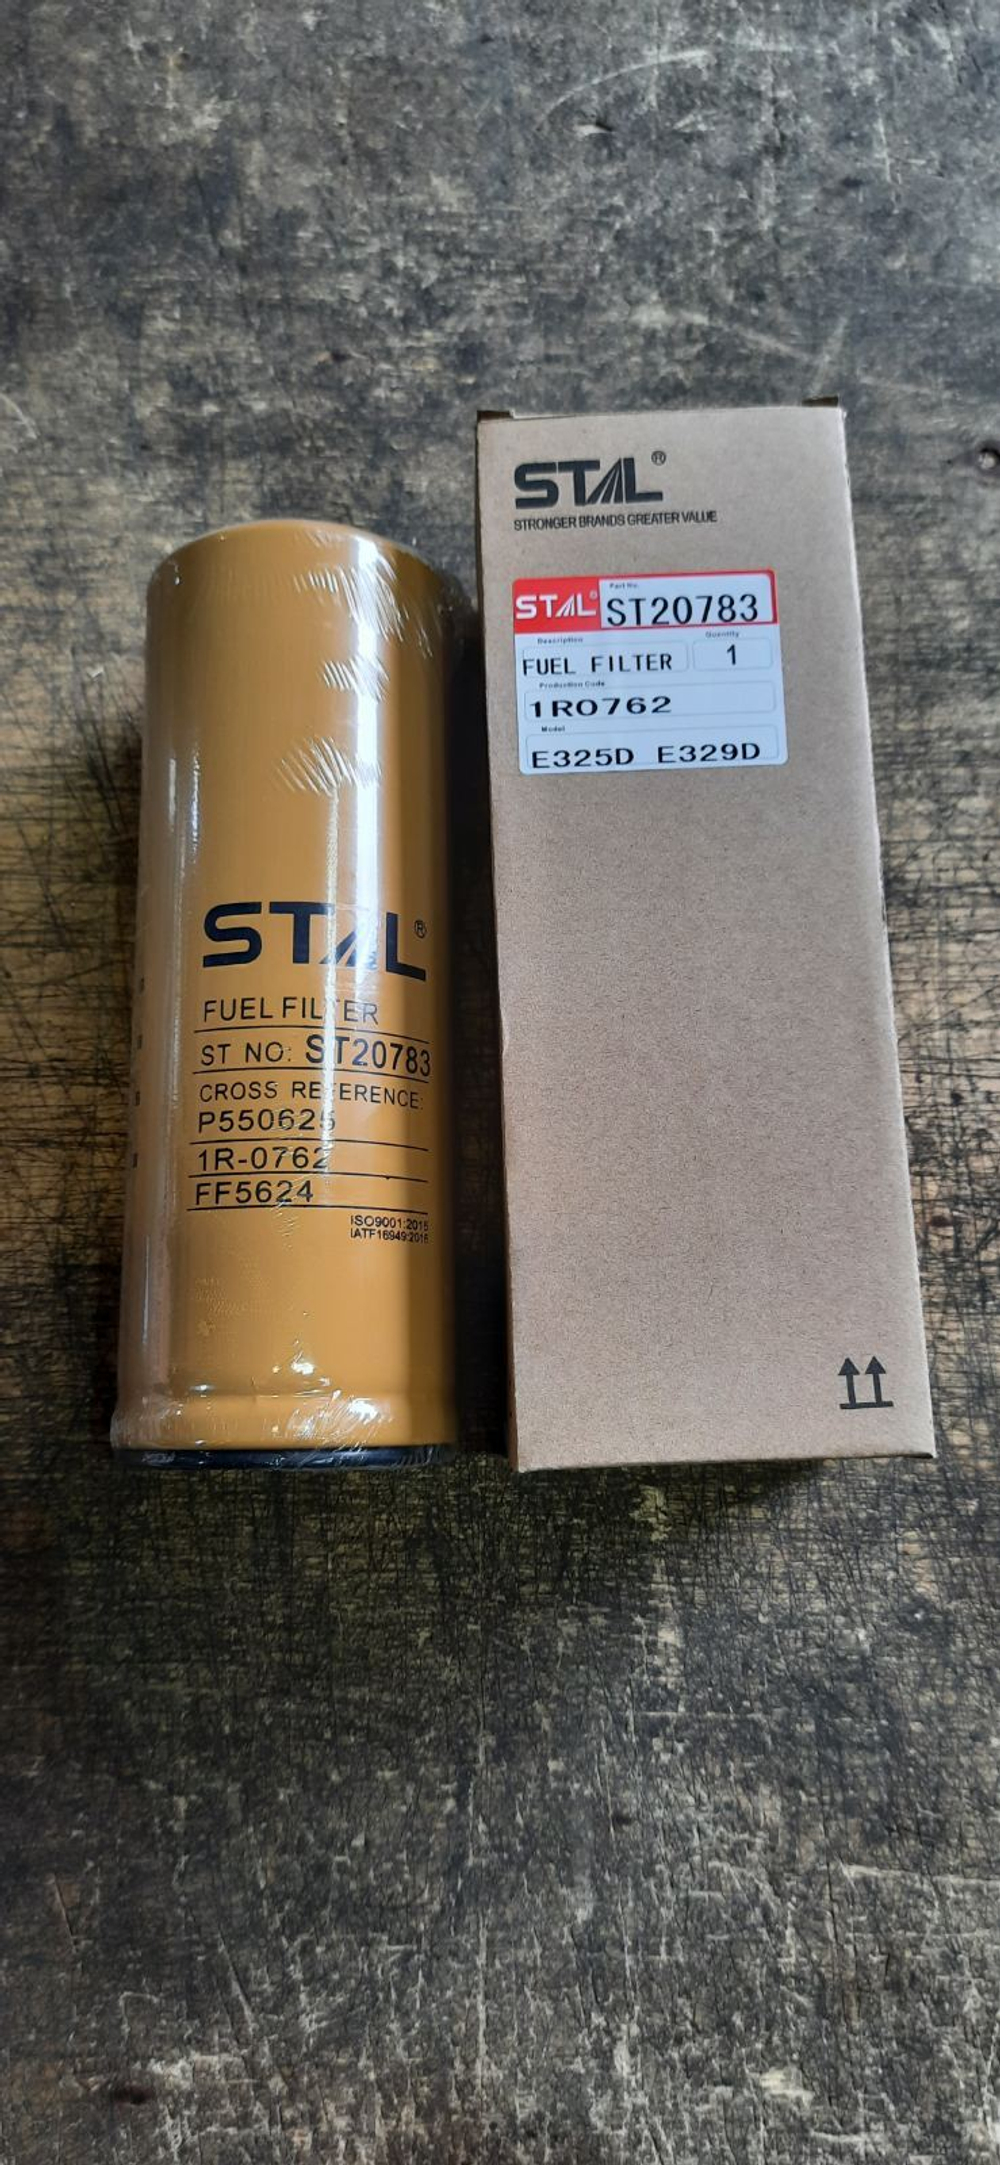 STAL®
FUEL FILTER
ST NO: ST20783
CROSS REFERENCE:
P550625
1R-0762
FF5624
ISO9001:2015
IATF16949:2016
STAL®
STRONGER BRANDS GREATER VALUE
STAL®
Part No.
ST20783
Description
Quantity
FUEL FILTER
1
Production Code
1R0762
Model
E325D E329D